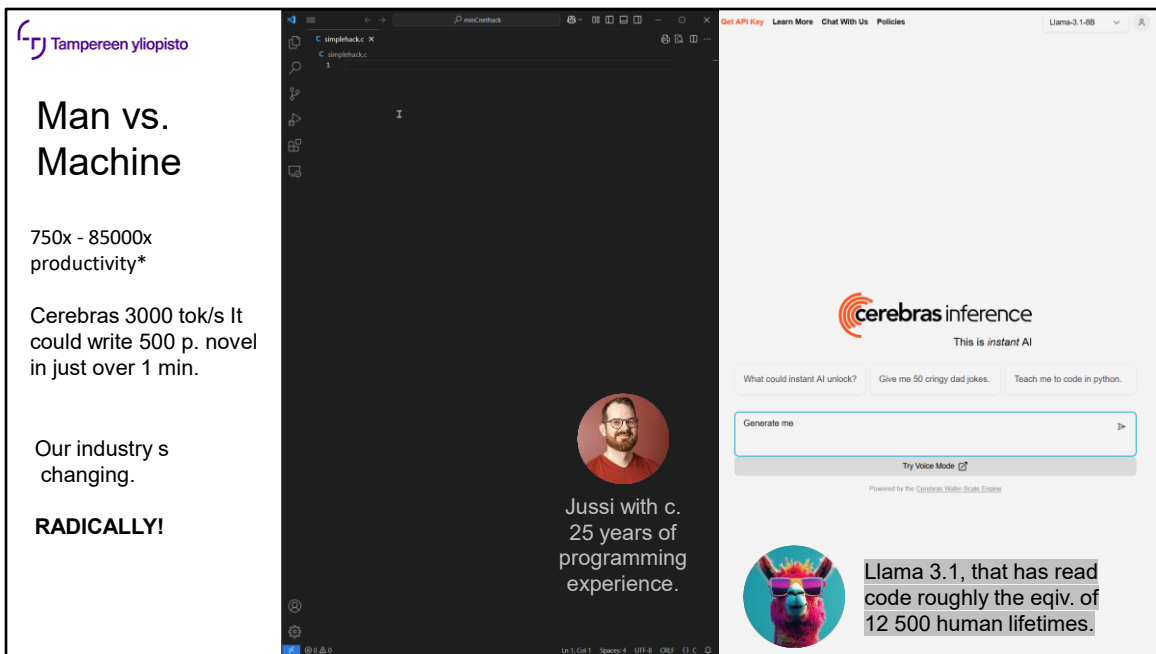 Tampereen yliopisto
Man vs.
Machine
750x - 85000x
productivity*
Cerebras 3000 tok/s It
could write 500 p. novel
in just over 1 min.
Our industry s
changing.
RADICALLY!
minCnethack
simplehack.c
simplehack.c
1
Jussi with c.
25 years of
programming
experience.
0 0
Ln 1, Col 1 Spaces: 4 UTF-8 CRLF {} C
Get API Key Learn More Chat With Us Policies
Llama-3.1-8B
cerebras inference
This is instant AI
What could instant AI unlock? Give me 50 cringy dad jokes. Teach me to code in python.
Generate me
Try Voice Mode
Powered by the Cerebras Wafer-Scale Engine
Llama 3.1, that has read
code roughly the eqiv. of
12 500 human lifetimes.